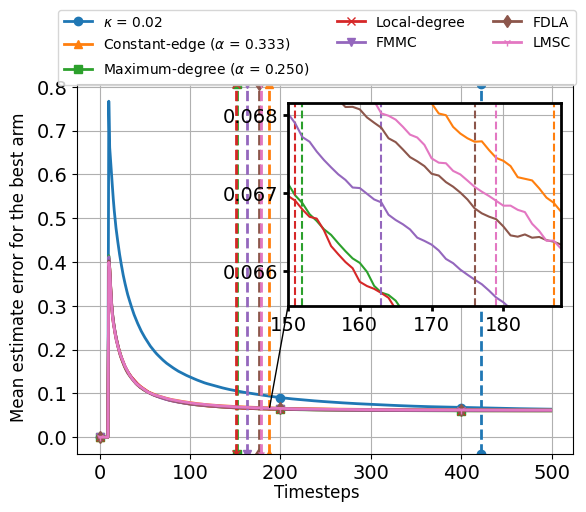 κ = 0.02
Constant-edge (α = 0.333)
Maximum-degree (α = 0.250)
Local-degree
FMMC
FDLA
LMSC
Mean estimate error for the best arm
0.8
0.7
0.6
0.5
0.4
0.3
0.2
0.1
0.0
0.068
0.067
0.066
150 160 170 180
0 100 200 300 400 500
Timesteps